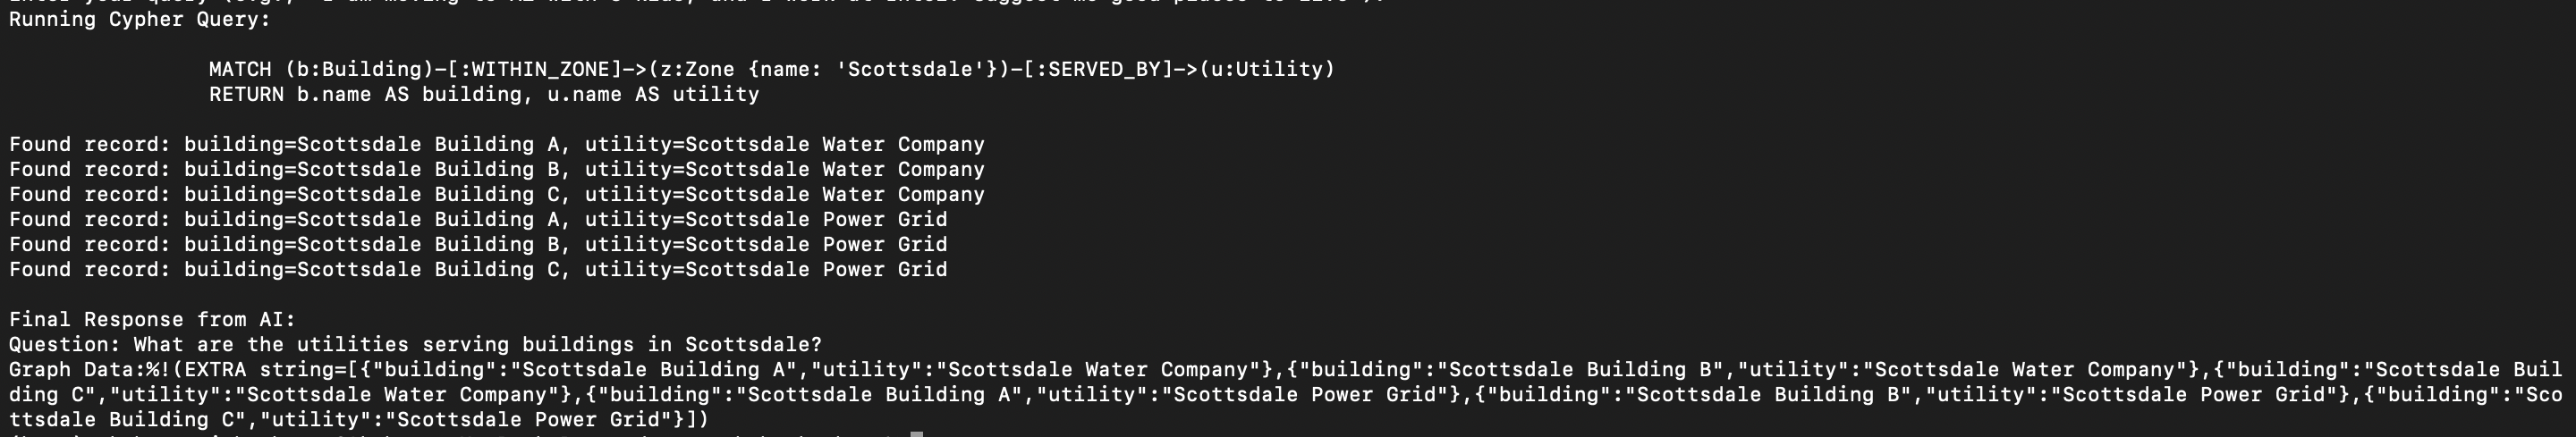 Running Cypher Query:
MATCH (b:Building)-[:WITHIN_ZONE]->(z:Zone {name: 'Scottsdale'})-[:SERVED_BY]->(u:Utility)
RETURN b.name AS building, u.name AS utility
Found record: building=Scottsdale Building A, utility=Scottsdale Water Company
Found record: building=Scottsdale Building B, utility=Scottsdale Water Company
Found record: building=Scottsdale Building C, utility=Scottsdale Water Company
Found record: building=Scottsdale Building A, utility=Scottsdale Power Grid
Found record: building=Scottsdale Building B, utility=Scottsdale Power Grid
Found record: building=Scottsdale Building C, utility=Scottsdale Power Grid
Final Response from AI:
Question: What are the utilities serving buildings in Scottsdale?
Graph Data:%!(EXTRA string=[{"building":"Scottsdale Building A","utility":"Scottsdale Water Company"},{"building":"Scottsdale Building B","utility":"Scottsdale Water Company"},{"building":"Scottsdale Buil
ding C","utility":"Scottsdale Water Company"},{"building":"Scottsdale Building A","utility":"Scottsdale Power Grid"},{"building":"Scottsdale Building B","utility":"Scottsdale Power Grid"},{"building":"Sco
ttsdale Building C","utility":"Scottsdale Power Grid"}])